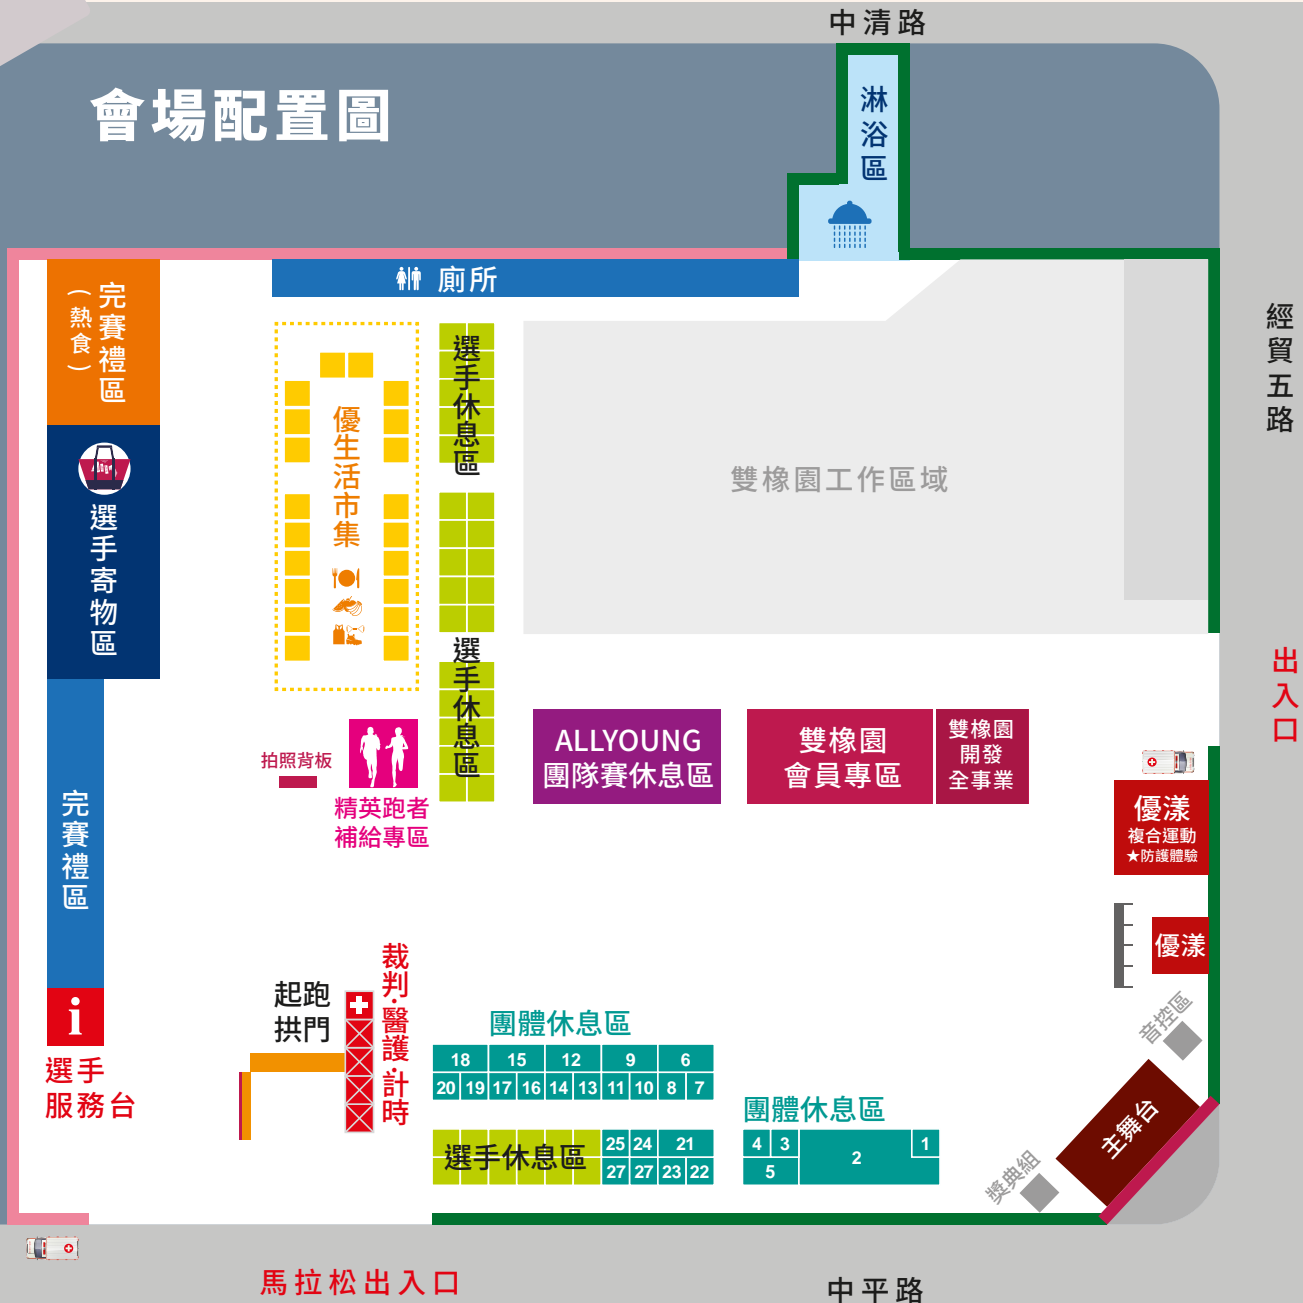 中清路
會場配置圖
淋浴區
廁所
完賽禮區
(熱食)
選手寄物區
完賽禮區
i
選手
服務台
優生活市集
選手休息區
選手休息區
雙橡園工作區域
經貿五路
出入口
拍照背板
精英跑者
補給專區
ALLYOUNG
團隊賽休息區
雙橡園
會員專區
雙橡園
開發
全事業
優漾
複合運動
★防護體驗
優漾
音控區
主舞台
獎典組
起跑
拱門
裁判·醫護·計時
團體休息區
18 15 12 9 6
20 19 17 16 14 13 11 10 8 7
選手休息區
25 24 21
27 27 23 22
團體休息區
4 3 2 1
5
馬拉松出入口
中平路